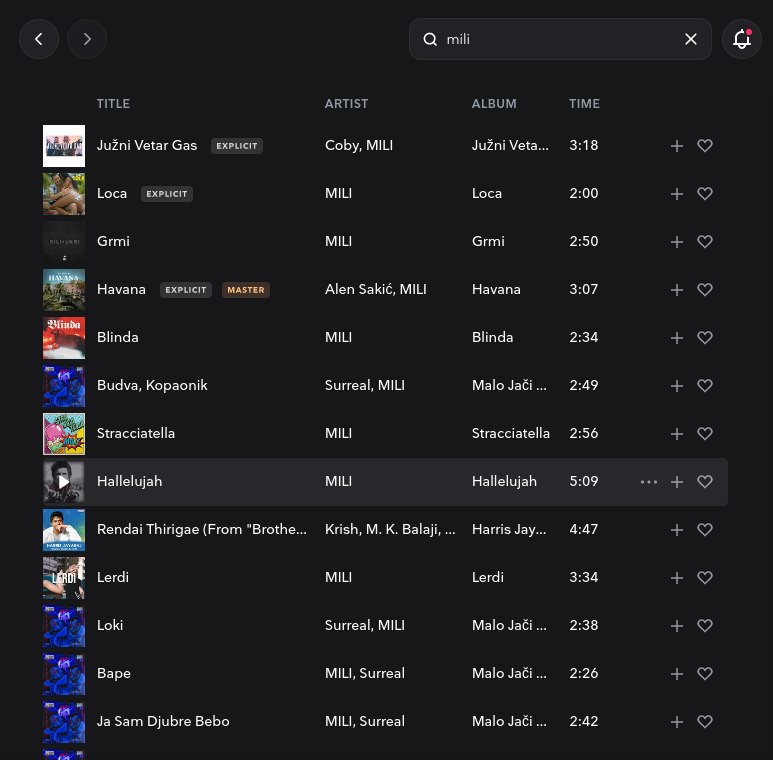 mili
TITLE ARTIST ALBUM TIME
Južni Vetar Gas EXPLICIT Coby, MILI Južni Veta... 3:18
Loca EXPLICIT MILI Loca 2:00
Grmi MILI Grmi 2:50
Havana EXPLICIT MASTER Alen Sakić, MILI Havana 3:07
Blinda MILI Blinda 2:34
Budva, Kopaonik Surreal, MILI Malo Jači ... 2:49
Stracciatella MILI Stracciatella 2:56
Hallelujah MILI Hallelujah 5:09
Rendai Thirigae (From "Brothe... Krish, M. K. Balaji, ... Harris Jay... 4:47
Lerdi MILI Lerdi 3:34
Loki Surreal, MILI Malo Jači ... 2:38
Bape MILI, Surreal Malo Jači ... 2:26
Ja Sam Djubre Bebo MILI, Surreal Malo Jači ... 2:42